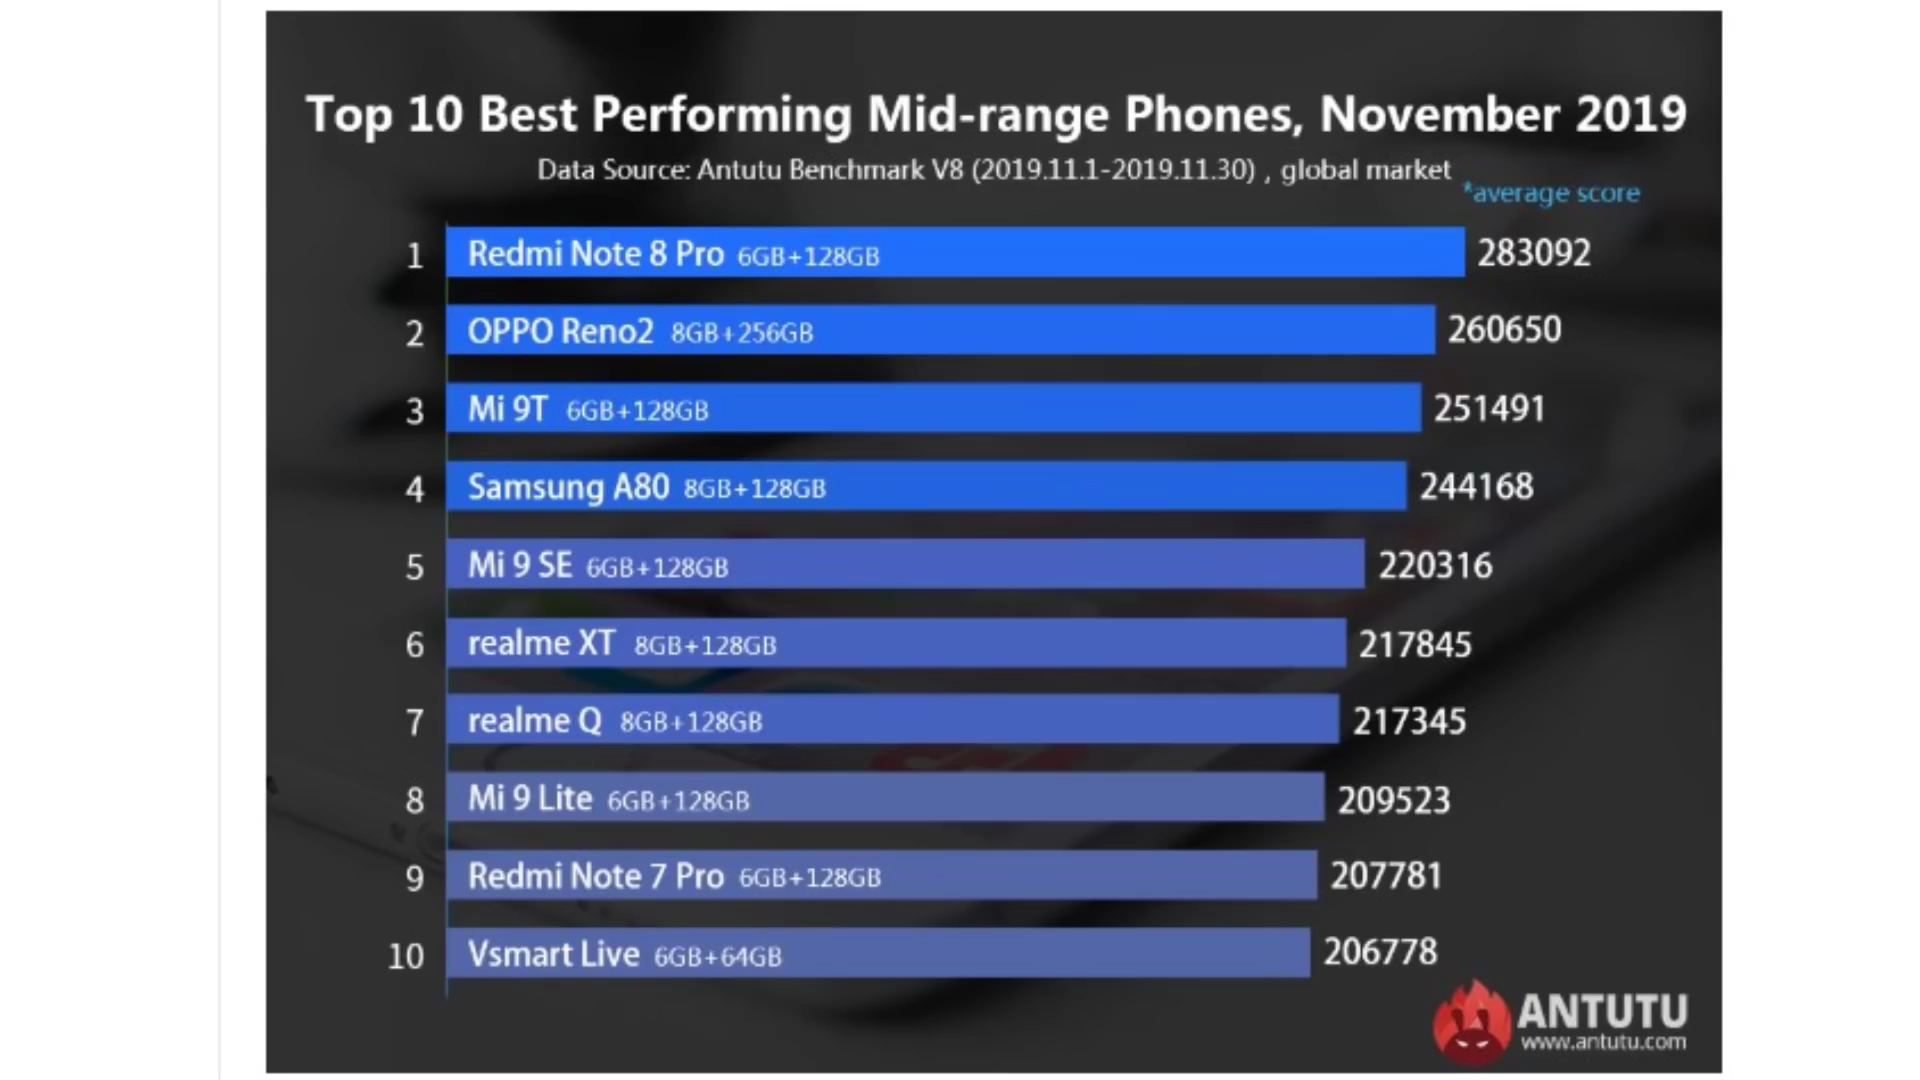 Top 10 Best Performing Mid-range Phones, November 2019
Data Source: Antutu Benchmark V8 (2019.11.1-2019.11.30) , global market
*average score
1 Redmi Note 8 Pro 6GB+128GB 283092
2 OPPO Reno2 8GB+256GB 260650
3 Mi 9T 6GB+128GB 251491
4 Samsung A80 8GB+128GB 244168
5 Mi 9 SE 6GB+128GB 220316
6 realme XT 8GB+128GB 217845
7 realme Q 8GB+128GB 217345
8 Mi 9 Lite 6GB+128GB 209523
9 Redmi Note 7 Pro 6GB+128GB 207781
10 Vsmart Live 6GB+64GB 206778
ANTUTU
www.antutu.com